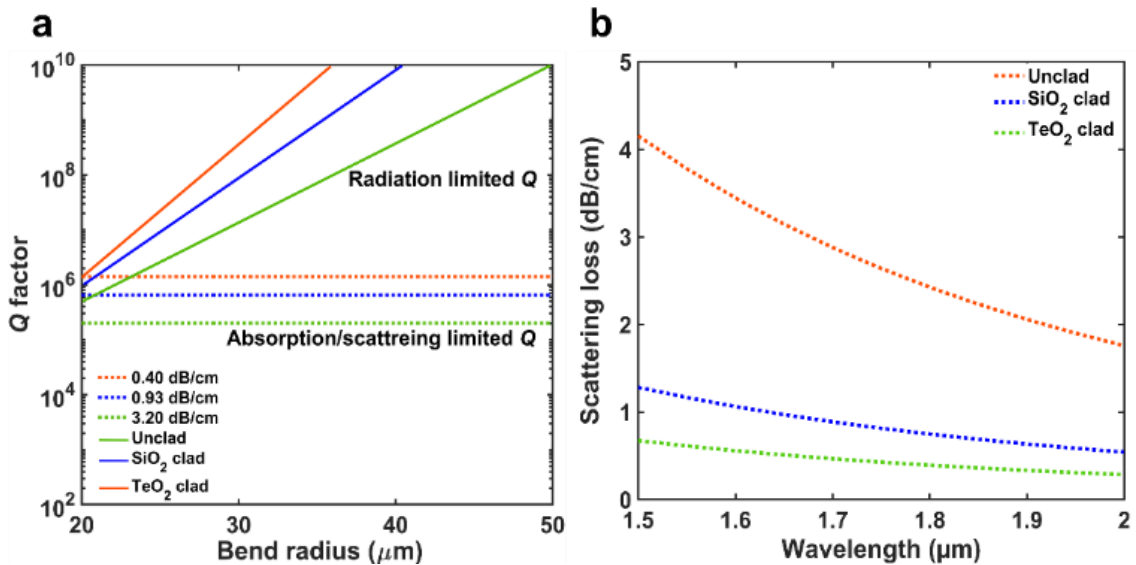 a
10^10
10^8
10^6
10^4
10^2
Q factor
Radiation limited Q
Absorption/scattreing limited Q
0.40 dB/cm
0.93 dB/cm
3.20 dB/cm
Unclad
SiO₂ clad
TeO₂ clad
20
30
40
50
Bend radius (μm)
b
5
4
3
2
1
0
Scattering loss (dB/cm)
Unclad
SiO₂ clad
TeO₂ clad
1.5
1.6
1.7
1.8
1.9
2
Wavelength (μm)